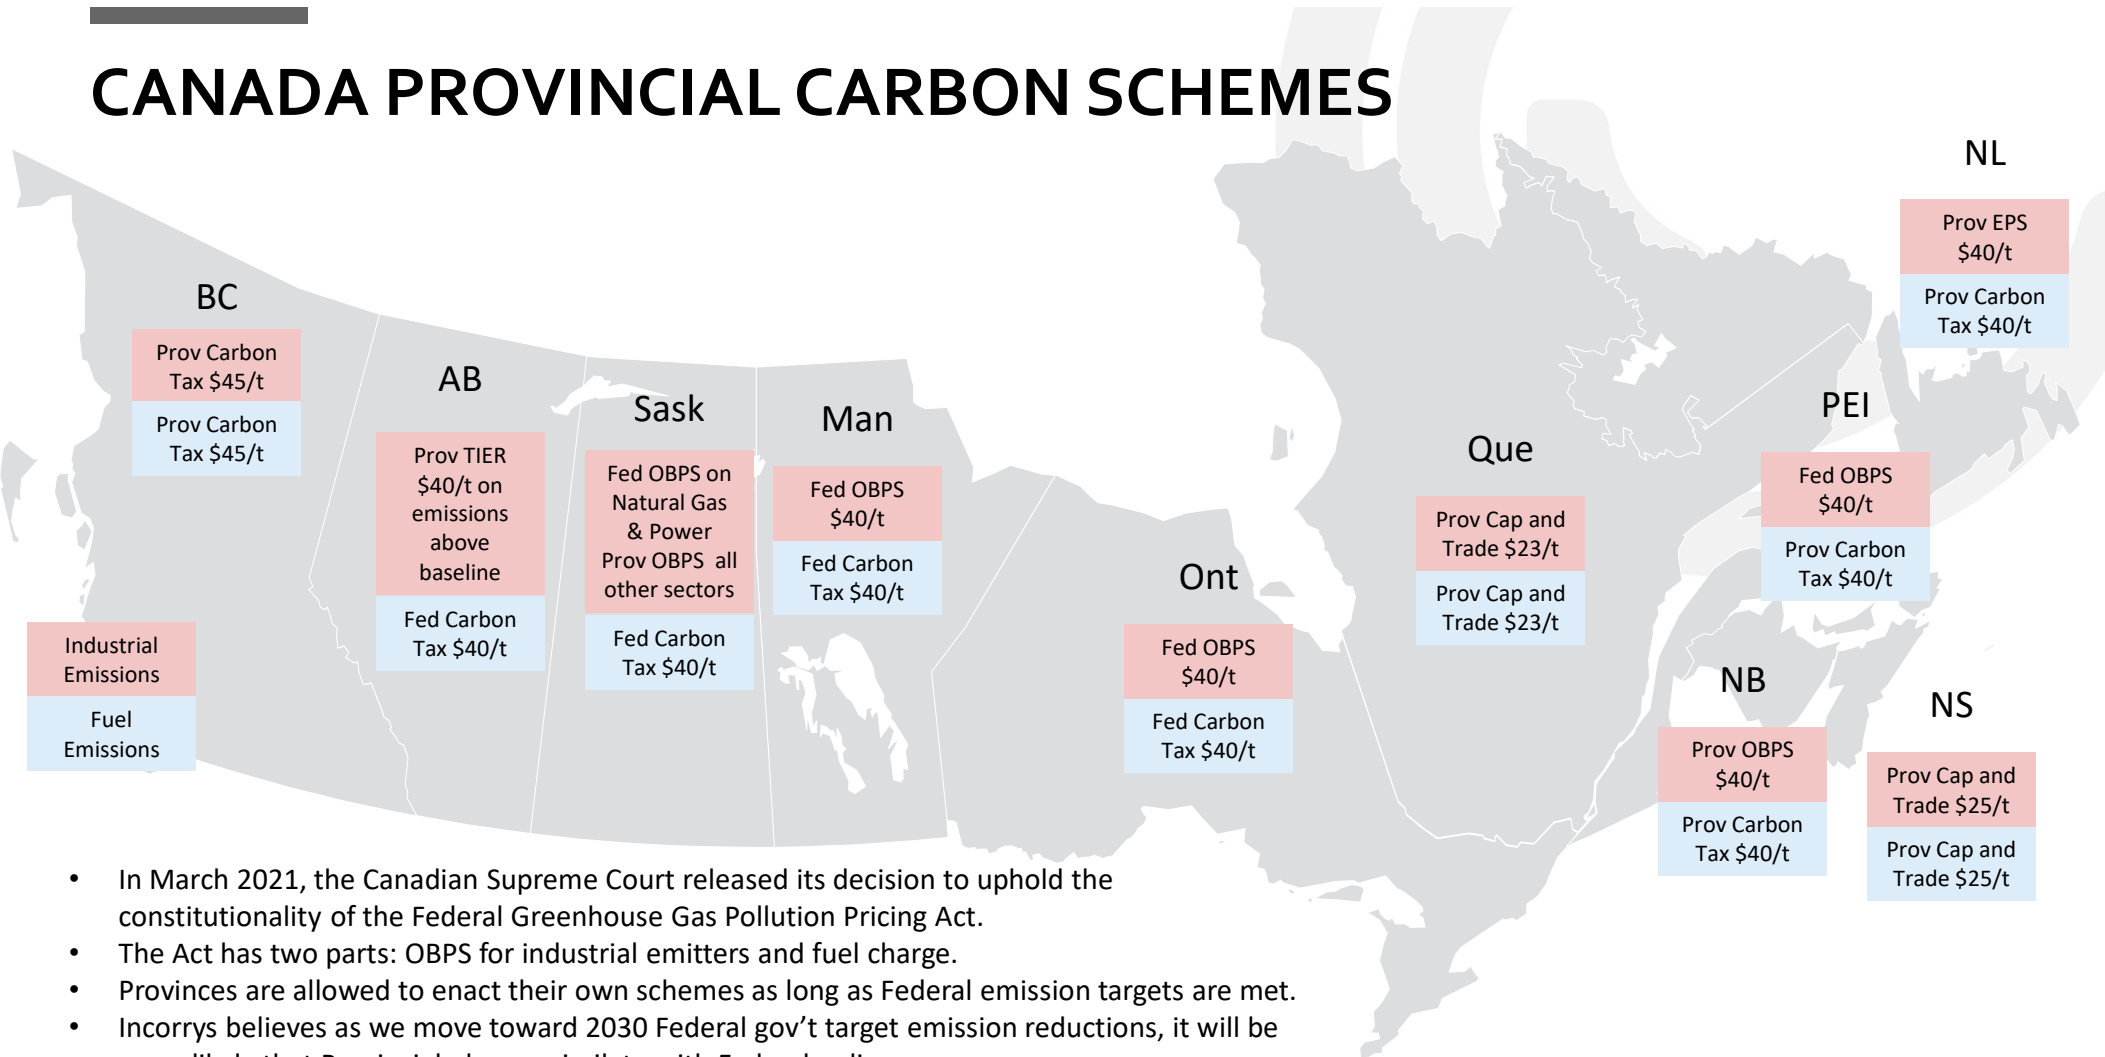 CANADA PROVINCIAL CARBON SCHEMES
NL
Prov EPS
$40/t
Prov Carbon
Tax $40/t
BC
Prov Carbon
Tax $45/t
Prov Carbon
Tax $45/t
AB
Prov TIER
$40/t on
emissions
above
baseline
Fed Carbon
Tax $40/t
Sask
Fed OBPS on
Natural Gas
& Power
Prov OBPS all
other sectors
Fed Carbon
Tax $40/t
Man
Fed OBPS
$40/t
Fed Carbon
Tax $40/t
Ont
Fed OBPS
$40/t
Fed Carbon
Tax $40/t
Que
Prov Cap and
Trade $23/t
Prov Cap and
Trade $23/t
PEI
Fed OBPS
$40/t
Prov Carbon
Tax $40/t
NB
Prov OBPS
$40/t
Prov Carbon
Tax $40/t
NS
Prov Cap and
Trade $25/t
Prov Cap and
Trade $25/t
Industrial
Emissions
Fuel
Emissions
• In March 2021, the Canadian Supreme Court released its decision to uphold the
constitutionality of the Federal Greenhouse Gas Pollution Pricing Act.
• The Act has two parts: OBPS for industrial emitters and fuel charge.
• Provinces are allowed to enact their own schemes as long as Federal emission targets are met.
• Incorrys believes as we move toward 2030 Federal gov't target emission reductions, it will be